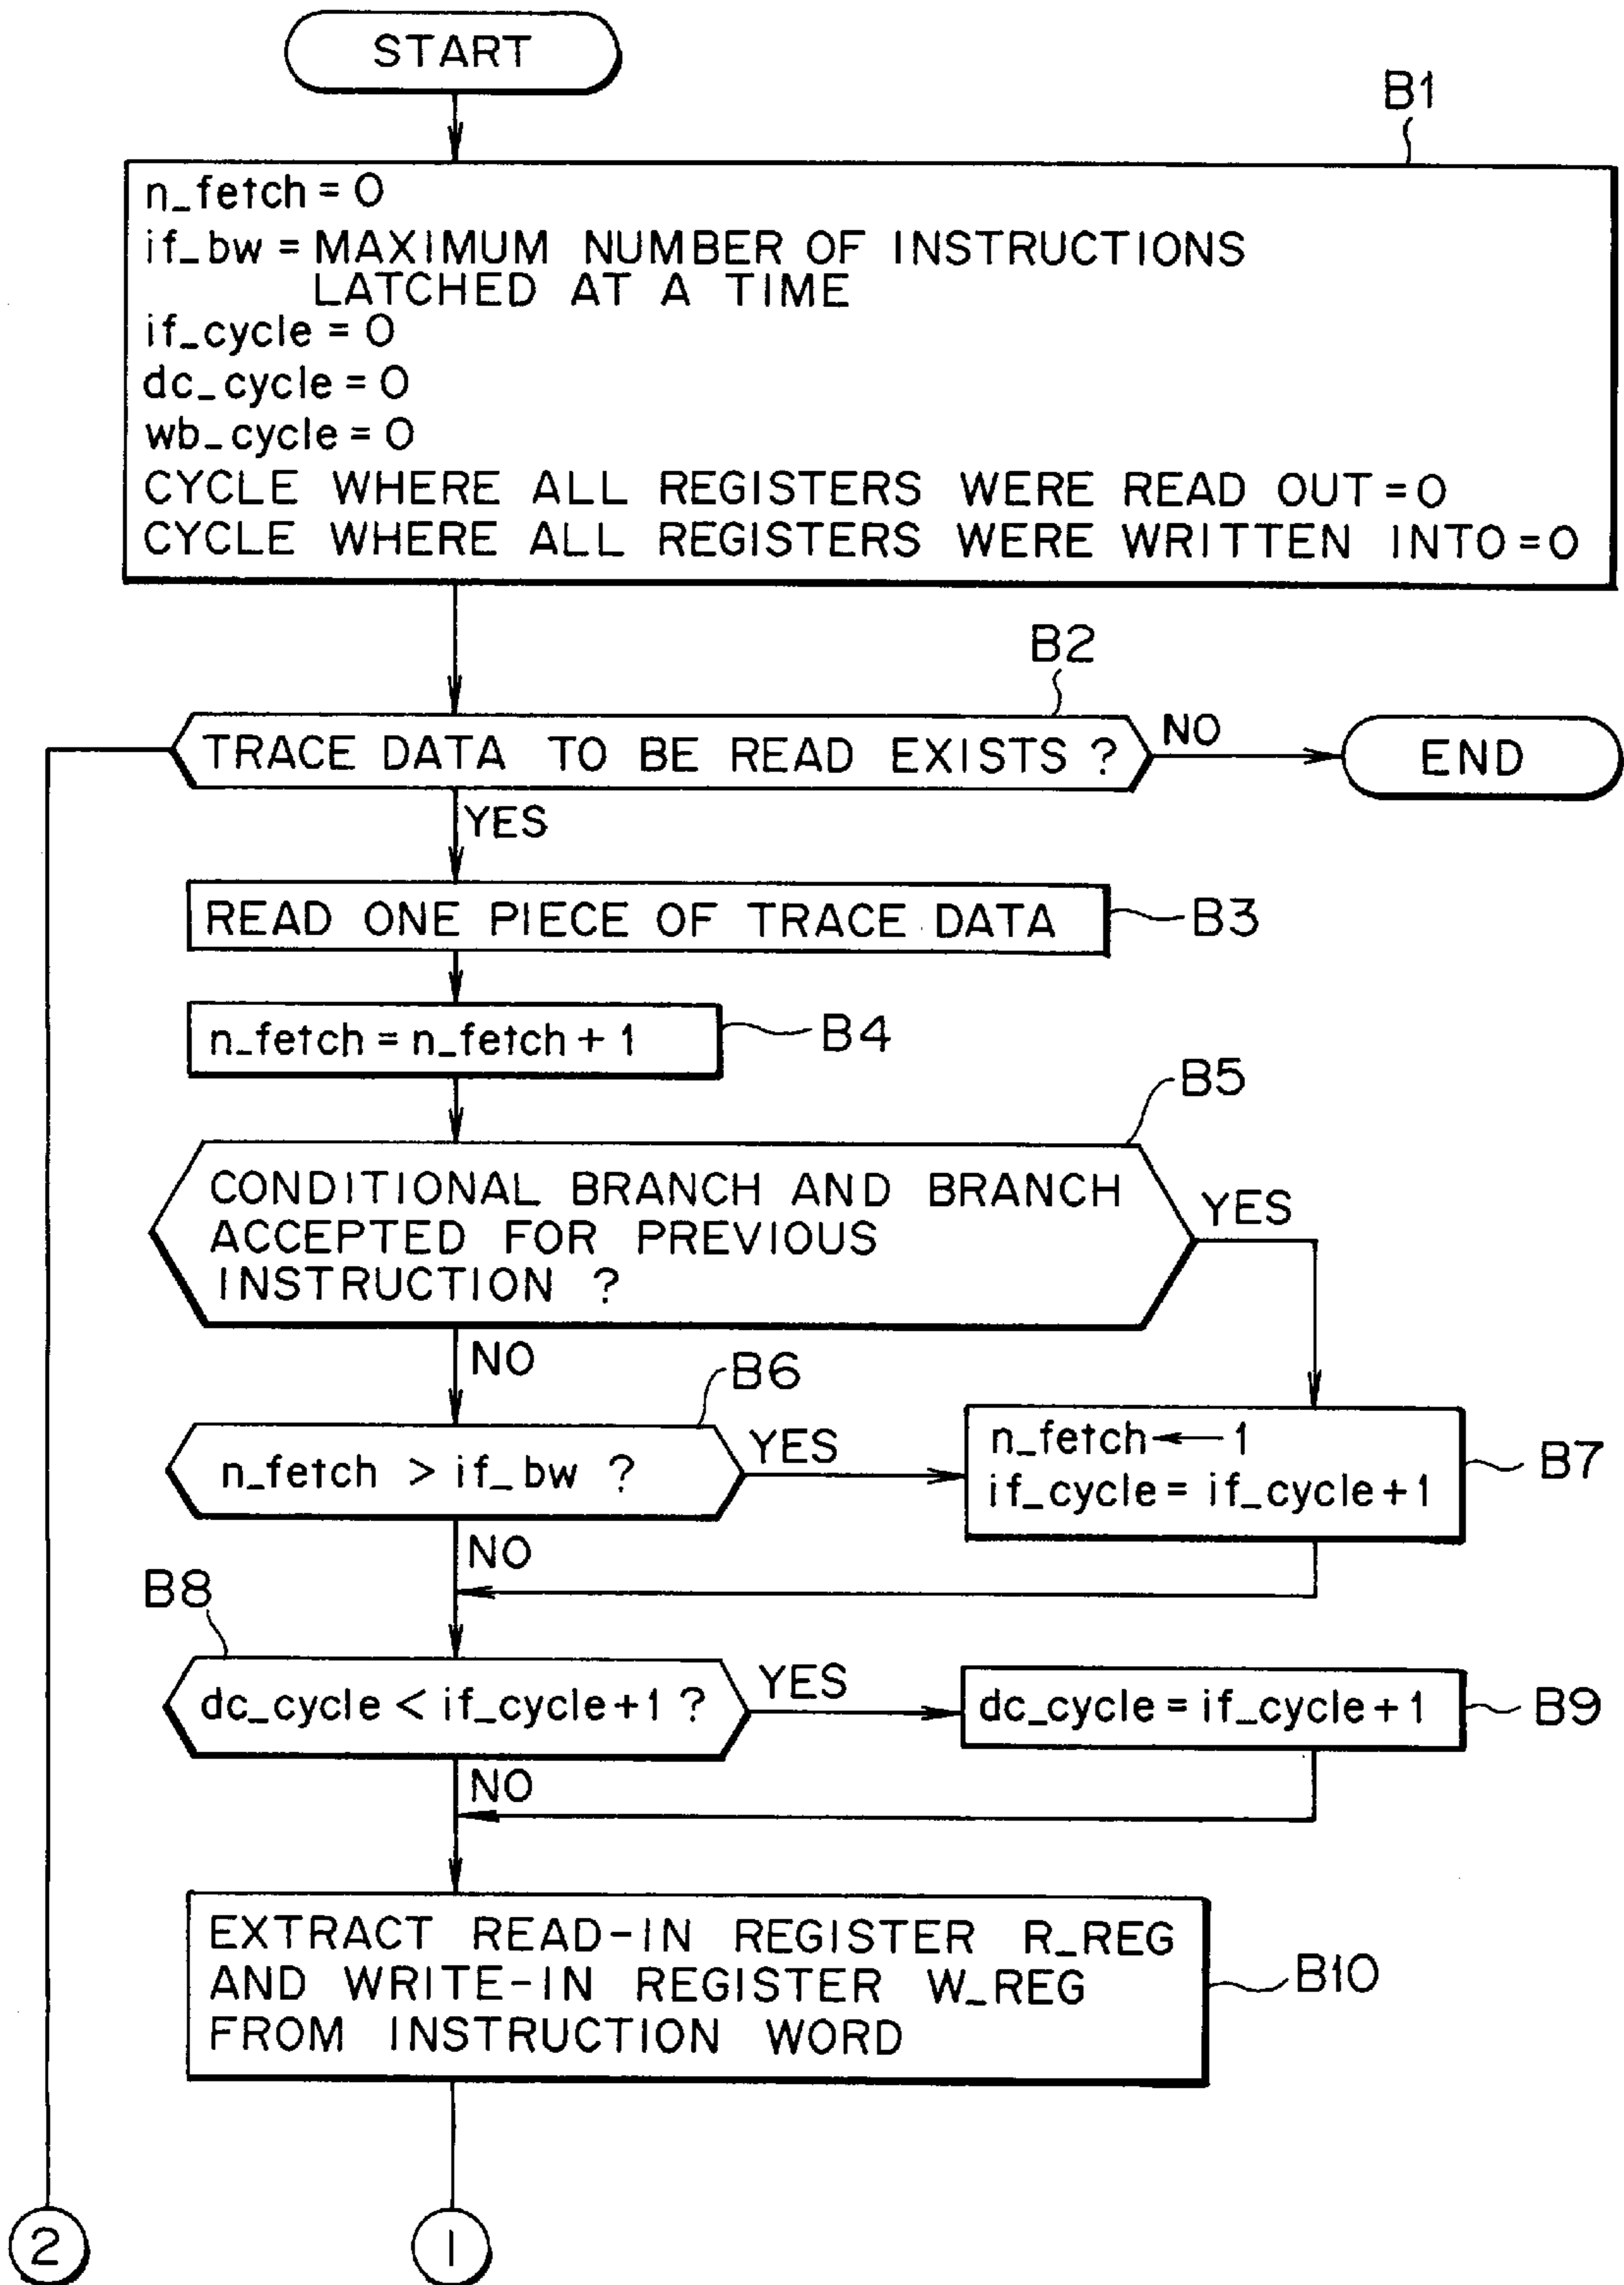 START
B1
n_fetch = 0
if_bw = MAXIMUM NUMBER OF INSTRUCTIONS
LATCHED AT A TIME
if_cycle = 0
dc_cycle = 0
wb_cycle = 0
CYCLE WHERE ALL REGISTERS WERE READ OUT = 0
CYCLE WHERE ALL REGISTERS WERE WRITTEN INTO = 0
B2
TRACE DATA TO BE READ EXISTS ?
NO
END
YES
READ ONE PIECE OF TRACE DATA
B3
n_fetch = n_fetch + 1
B4
B5
CONDITIONAL BRANCH AND BRANCH
ACCEPTED FOR PREVIOUS
INSTRUCTION ?
YES
NO
B6
n_fetch > if_bw ?
YES
n_fetch ← 1
if_cycle = if_cycle + 1
B7
NO
B8
dc_cycle < if_cycle + 1 ?
YES
dc_cycle = if_cycle + 1
B9
NO
EXTRACT READ-IN REGISTER R_REG
AND WRITE-IN REGISTER W_REG
FROM INSTRUCTION WORD
B10
2
1